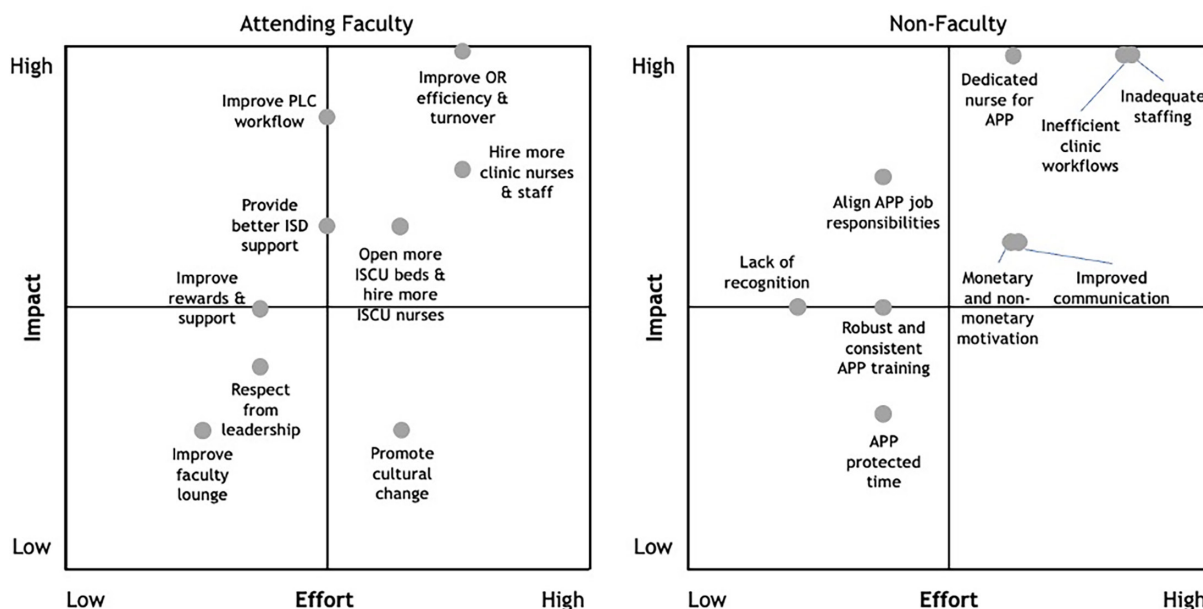 Attending Faculty
High
Improve OR
efficiency &
turnover
Improve PLC
workflow
Hire more
clinic nurses
& staff
Provide
better ISD
support
Open more
ISCU beds &
hire more
ISCU nurses
Improve
rewards &
support
Impact
Respect
from
leadership
Improve
faculty
lounge
Promote
cultural
change
Low
Low
Effort
High
Non-Faculty
High
Dedicated
nurse for
APP
Inadequate
staffing
Inefficient
clinic
workflows
Align APP job
responsibilities
Lack of
recognition
Monetary
and non-
monetary
motivation
Improved
communication
Impact
Robust and
consistent
APP training
APP
protected
time
Low
Low
Effort
High